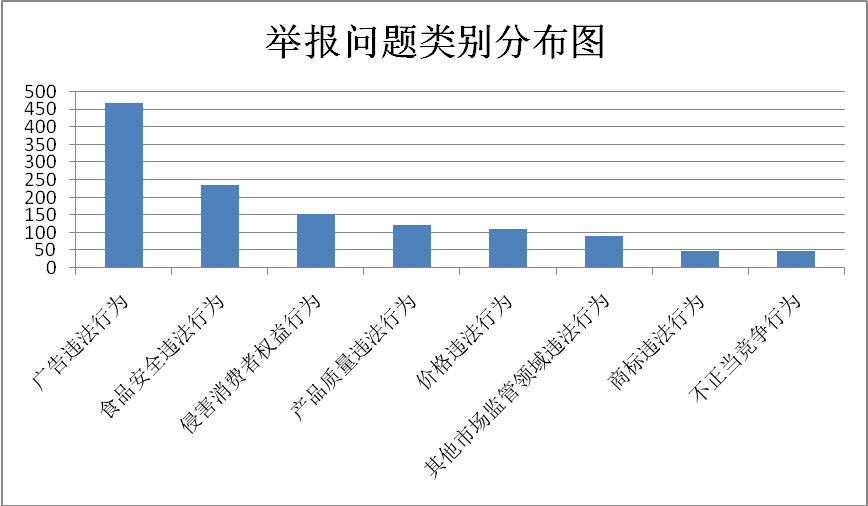 举报问题类别分布图
500
450
400
350
300
250
200
150
100
50
0
广告违法行为
食品安全违法行为
侵害消费者权益行为
产品质量违法行为
价格违法行为
其他市场监管领域违法行为
商标违法行为
不正当竞争行为